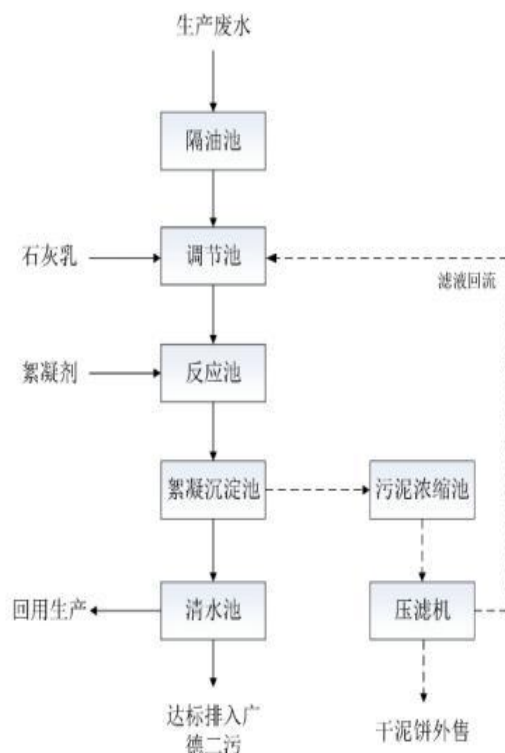 生产废水
隔油池
石灰乳
调节池
滤液回流
絮凝剂
反应池
絮凝沉淀池
污泥浓缩池
回用生产
清水池
压滤机
达标排入广
德二污
干泥饼外售